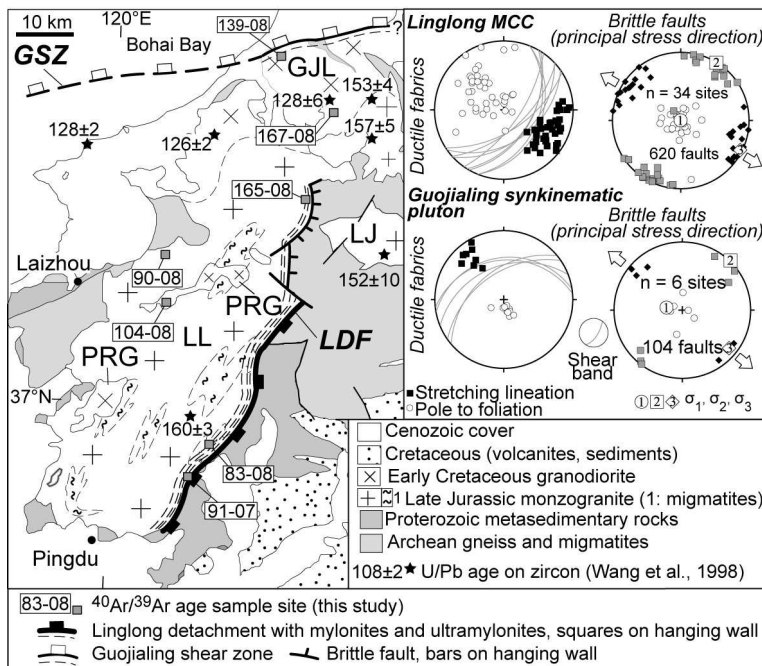 10 km
120°E
139-08
Bohai Bay
?
GSZ
GJL
153±4
128±6
157±5
128±2
126±2
167-08
165-08
LJ
Laizhou
90-08
152±10
PRG
104-08
LL
LDF
PRG
37°N
160±3
83-08
91-07
Pingdu
Linglong MCC
Brittle faults
(principal stress direction)
Ductile fabrics
2
n = 34 sites
1
620 faults
3
Guojialing synkinematic
pluton
Brittle faults
(principal stress direction)
Ductile fabrics
2
n = 6 sites
1
104 faults
3
Shear
band
Stretching lineation
Pole to foliation
1 2 3 σ1, σ2, σ3
Cenozoic cover
Cretaceous (volcanites, sediments)
Early Cretaceous granodiorite
1 Late Jurassic monzogranite (1: migmatites)
Proterozoic metasedimentary rocks
Archean gneiss and migmatites
108±2 U/Pb age on zircon (Wang et al., 1998)
83-08 40Ar/39Ar age sample site (this study)
Linglong detachment with mylonites and ultramylonites, squares on hanging wall
Guojialing shear zone Brittle fault, bars on hanging wall